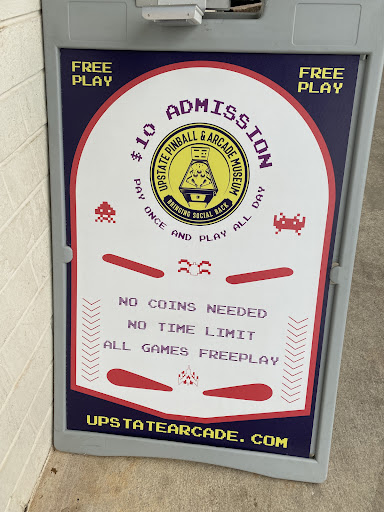 FREE PLAY
FREE PLAY
$10 ADMISSION
UPSTATE PINBALL & ARCADE MUSEUM
BRINGING SOCIAL BACK
PAY ONCE AND PLAY ALL DAY
NO COINS NEEDED
NO TIME LIMIT
ALL GAMES FREEPLAY
UPSTATEARCADE.COM